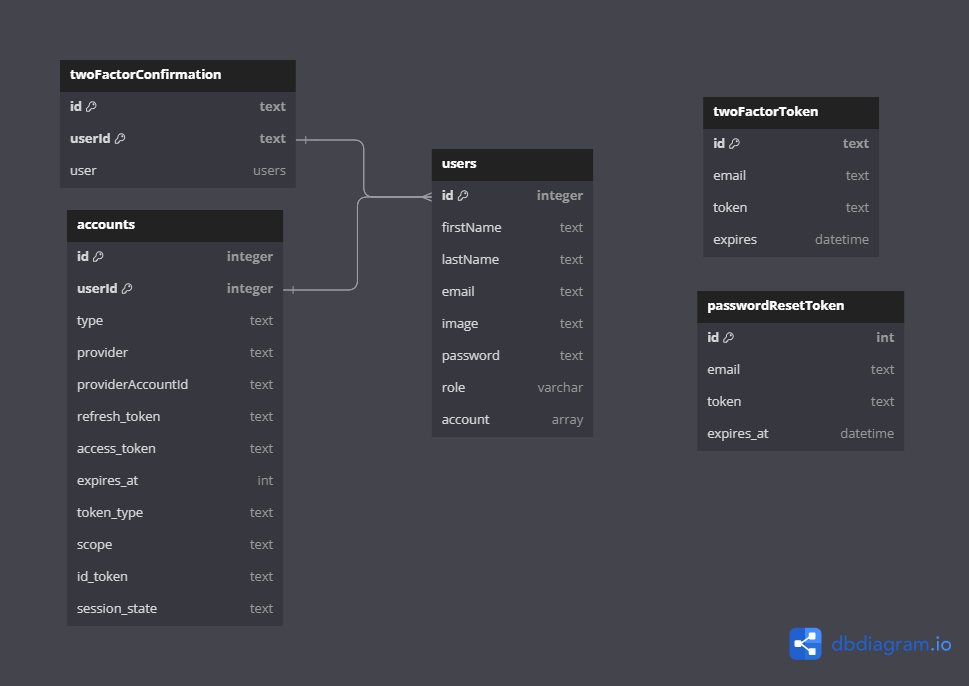 twoFactorConfirmation
id text
userId text
user users
accounts
id integer
userId integer
type text
provider text
providerAccountId text
refresh_token text
access_token text
expires_at int
token_type text
scope text
id_token text
session_state text
users
id integer
firstName text
lastName text
email text
image text
password text
role varchar
account array
twoFactorToken
id text
email text
token text
expires datetime
passwordResetToken
id int
email text
token text
expires_at datetime
dbdiagram.io